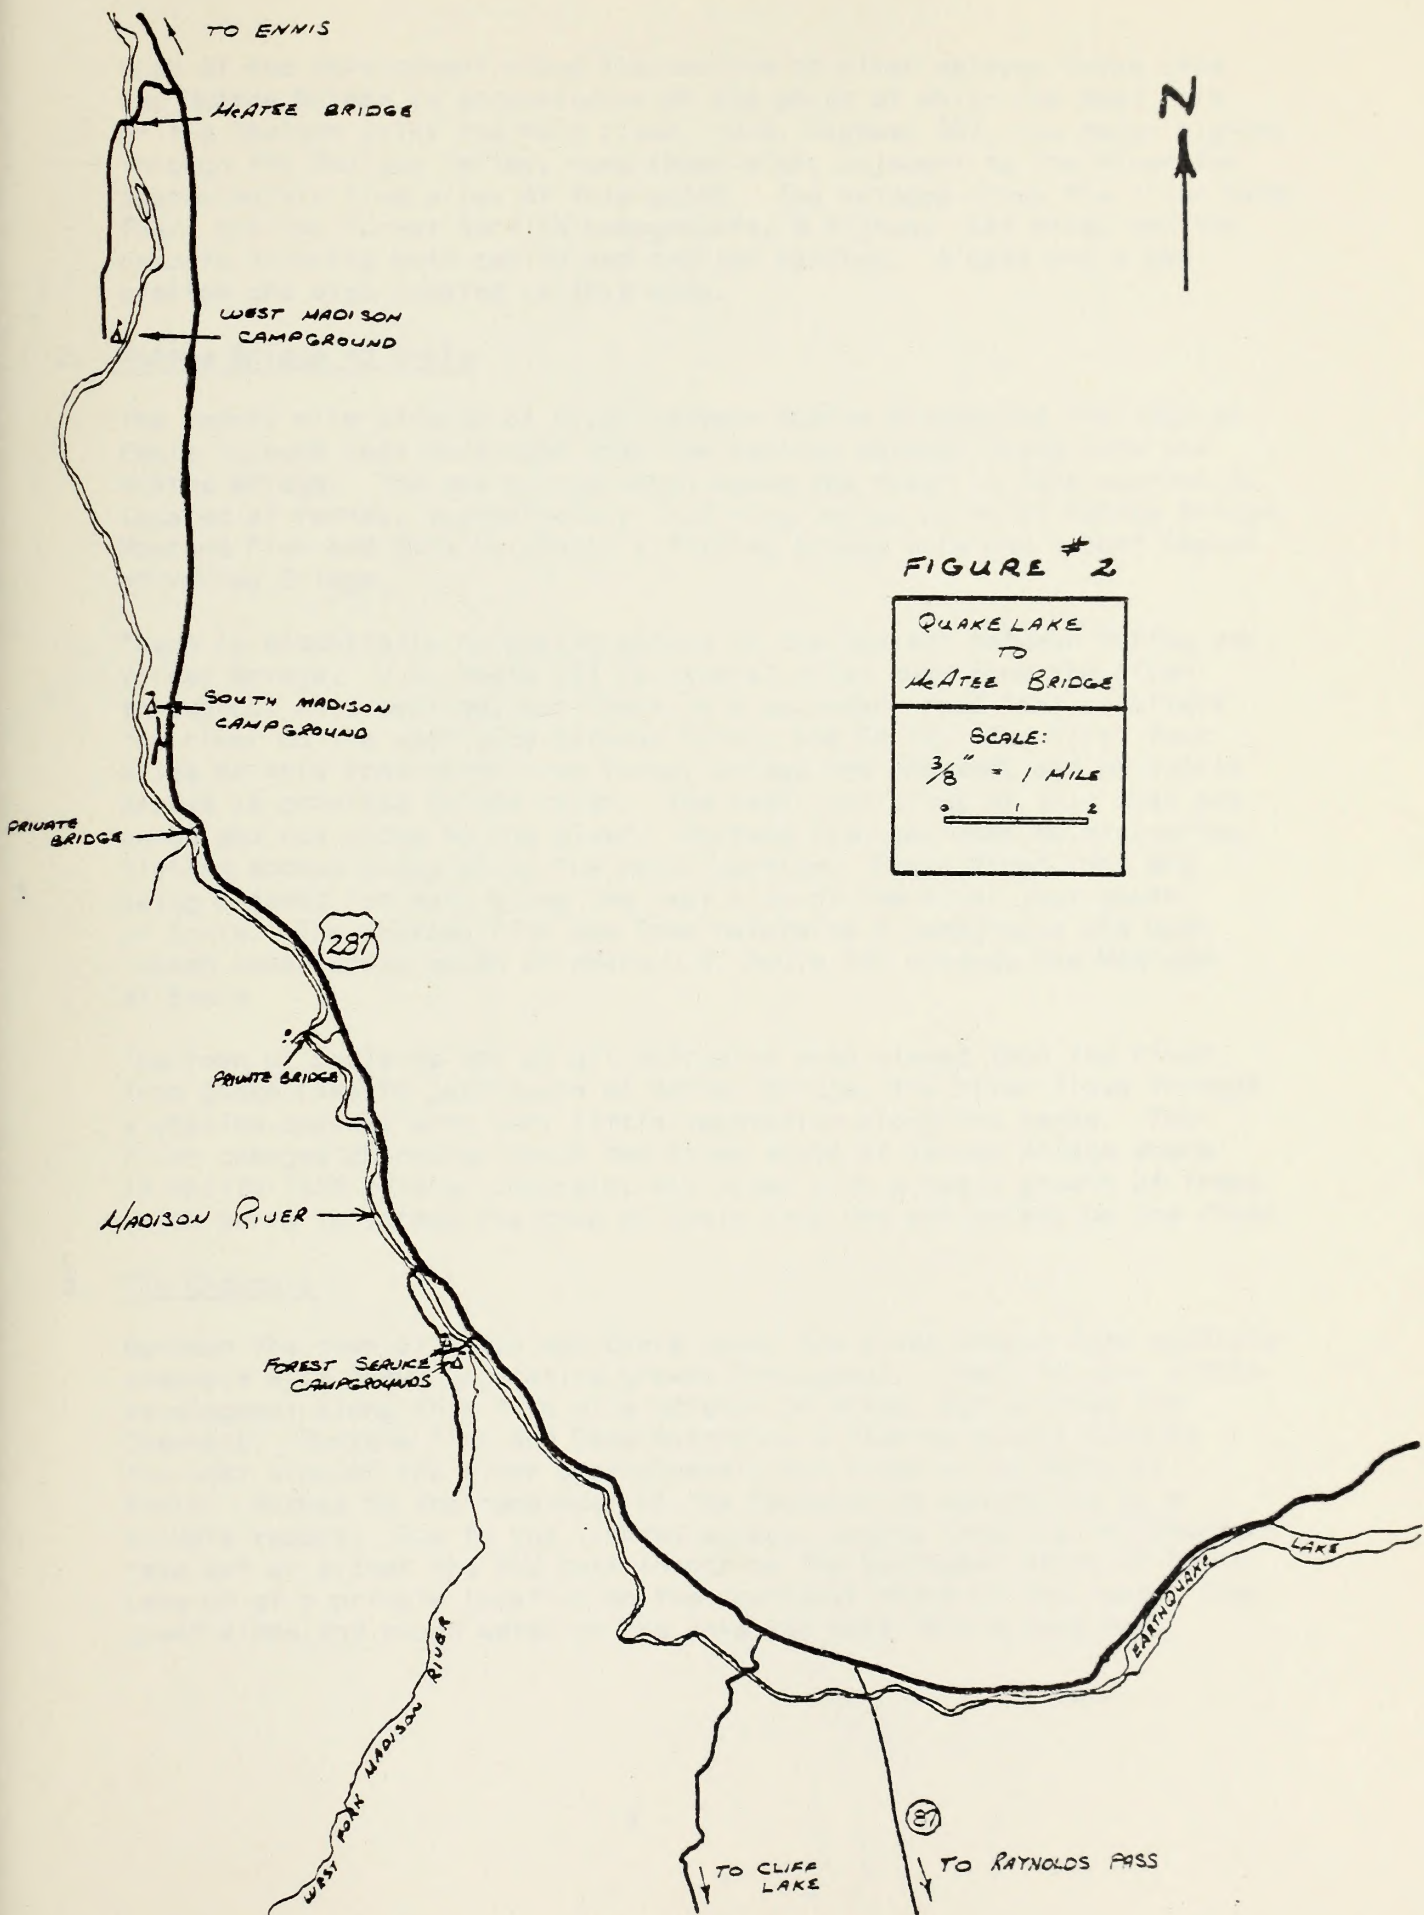 TO ENNIS
McATEE BRIDGE
N
WEST MADISON
CAMPGROUND
FIGURE #2
QUAKE LAKE
TO
McATEE BRIDGE
SCALE:
3/8" = 1 MILE
0 1 2
SOUTH MADISON
CAMPGROUND
PRIVATE
BRIDGE
287
PRIVATE BRIDGE
MADISON RIVER
FOREST SERVICE
CAMPGROUNDS
EARTHQUAKE
LAKE
WEST FORK MADISON RIVER
87
TO CLIFF
LAKE
TO RAYNOLDS PASS